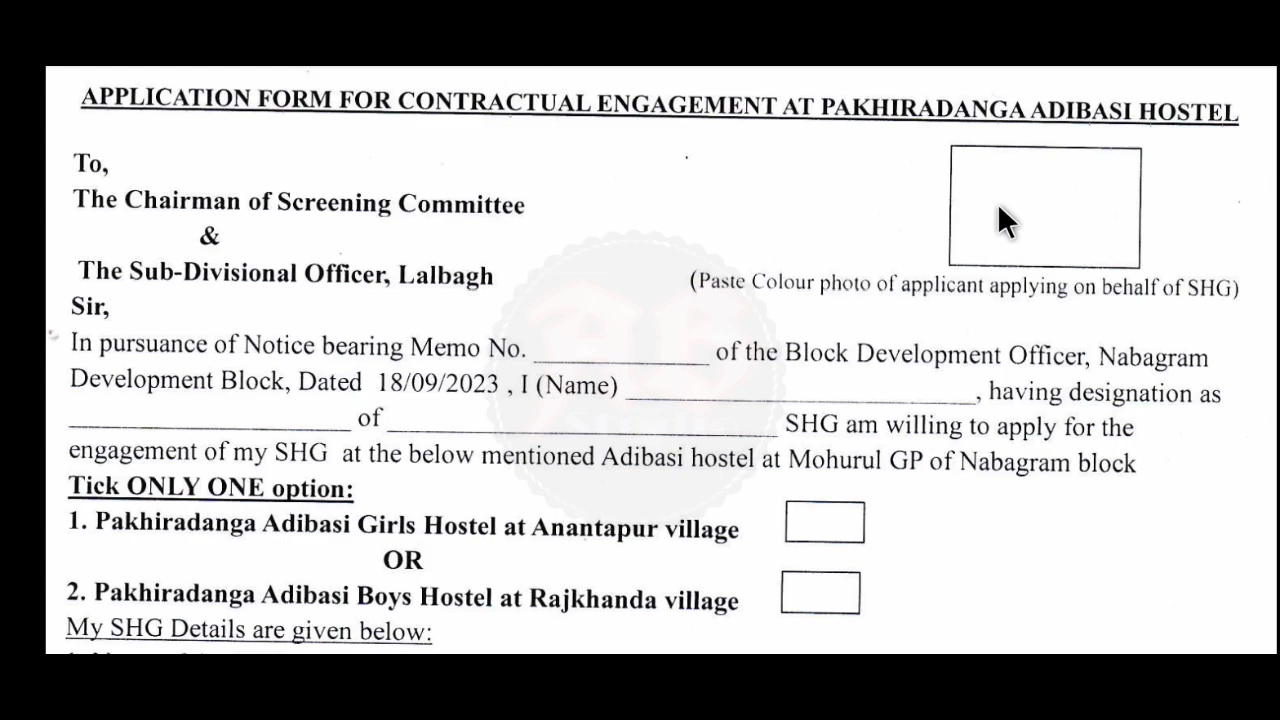 APPLICATION FORM FOR CONTRACTUAL ENGAGEMENT AT PAKHIRADANGA ADIBASI HOSTEL
To,
The Chairman of Screening Committee
&
The Sub-Divisional Officer, Lalbagh
(Paste Colour photo of applicant applying on behalf of SHG)
Sir,
In pursuance of Notice bearing Memo No. ______________ of the Block Development Officer, Nabagram
Development Block, Dated 18/09/2023 , I (Name) ____________________________, having designation as
_______________________ of ________________________________ SHG am willing to apply for the
engagement of my SHG at the below mentioned Adibasi hostel at Mohurul GP of Nabagram block
Tick ONLY ONE option:
1. Pakhiradanga Adibasi Girls Hostel at Anantapur village
OR
2. Pakhiradanga Adibasi Boys Hostel at Rajkhanda village
My SHG Details are given below: